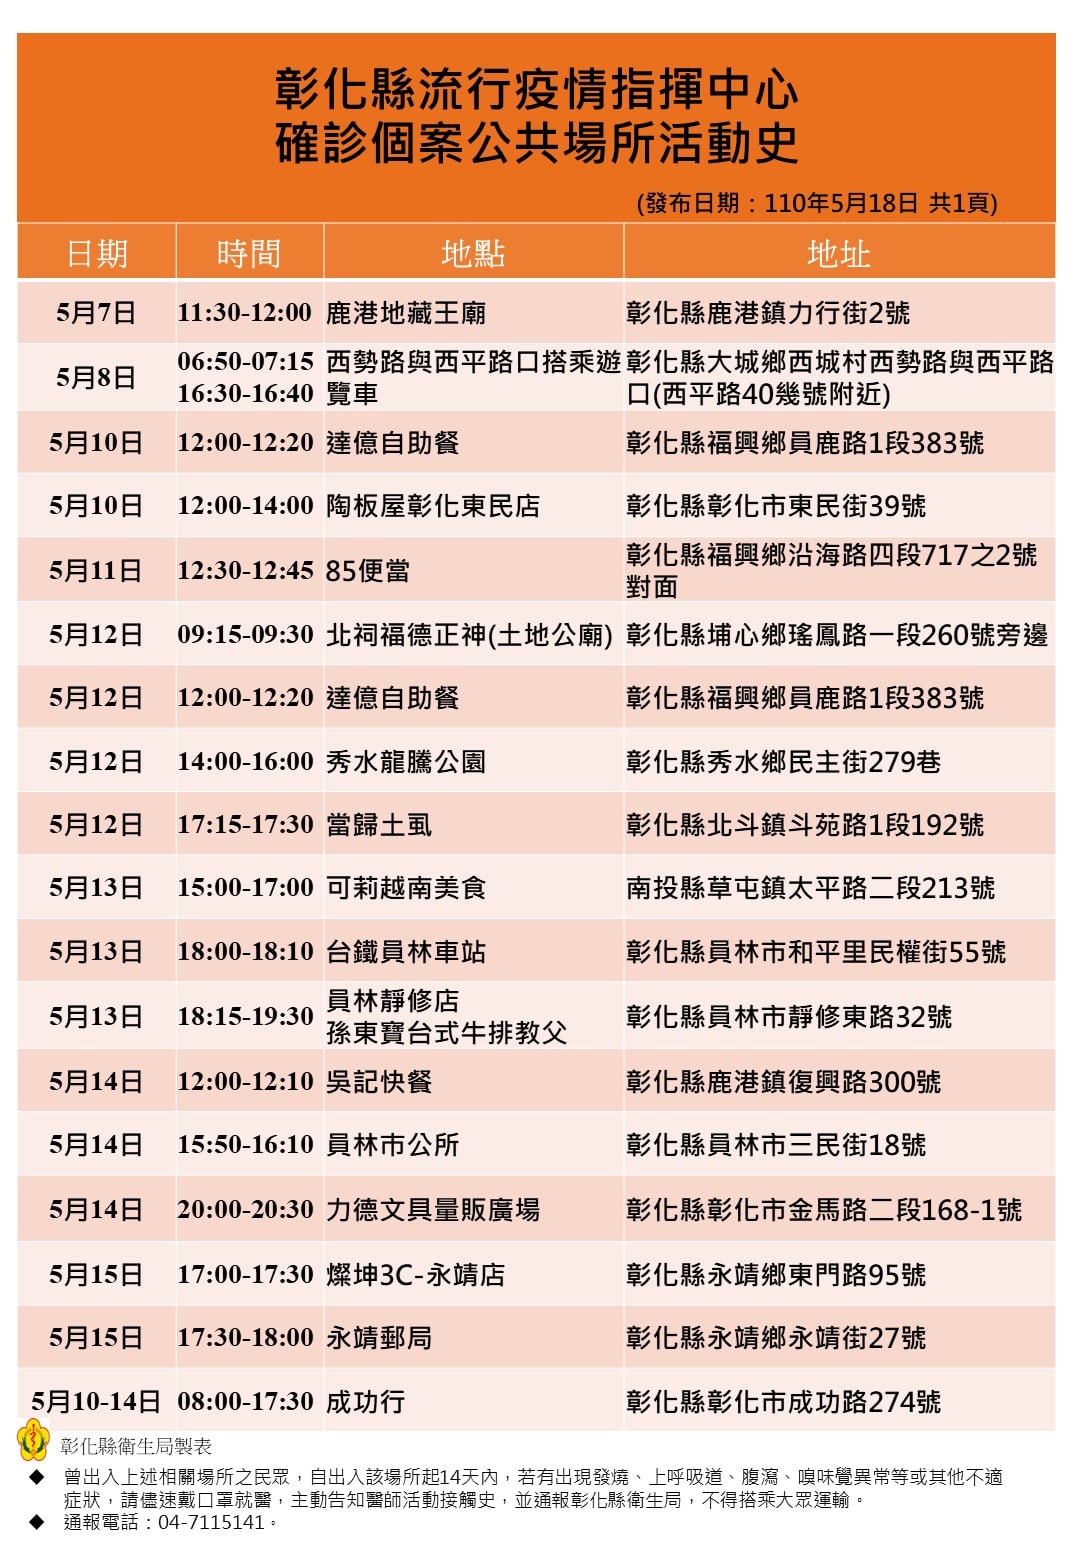 彰化縣流行疫情指揮中心
確診個案公共場所活動史
(發布日期：110年5月18日 共1頁)
日期 時間 地點 地址
5月7日 11:30-12:00 鹿港地藏王廟 彰化縣鹿港鎮力行街2號
5月8日 06:50-07:15 西勢路與西平路口搭乘遊 彰化縣大城鄉西城村西勢路與西平路
16:30-16:40 覽車 口(西平路40幾號附近)
5月10日 12:00-12:20 達億自助餐 彰化縣福興鄉員鹿路1段383號
5月10日 12:00-14:00 陶板屋彰化東民店 彰化縣彰化市東民街39號
5月11日 12:30-12:45 85便當 彰化縣福興鄉沿海路四段717之2號
對面
5月12日 09:15-09:30 北祠福德正神(土地公廟) 彰化縣埔心鄉瑤鳳路一段260號旁邊
5月12日 12:00-12:20 達億自助餐 彰化縣福興鄉員鹿路1段383號
5月12日 14:00-16:00 秀水龍騰公園 彰化縣秀水鄉民主街279巷
5月12日 17:15-17:30 當歸土虱 彰化縣北斗鎮斗苑路1段192號
5月13日 15:00-17:00 可莉越南美食 南投縣草屯鎮太平路二段213號
5月13日 18:00-18:10 台鐵員林車站 彰化縣員林市和平里民權街55號
5月13日 18:15-19:30 員林靜修店 彰化縣員林市靜修東路32號
孫東寶台式牛排教父
5月14日 12:00-12:10 吳記快餐 彰化縣鹿港鎮復興路300號
5月14日 15:50-16:10 員林市公所 彰化縣員林市三民街18號
5月14日 20:00-20:30 力德文具量販廣場 彰化縣彰化市金馬路二段168-1號
5月15日 17:00-17:30 燦坤3C-永靖店 彰化縣永靖鄉東門路95號
5月15日 17:30-18:00 永靖郵局 彰化縣永靖鄉永靖街27號
5月10-14日 08:00-17:30 成功行 彰化縣彰化市成功路274號
彰化縣衛生局製表
◆ 曾出入上述相關場所之民眾，自出入該場所起14天內，若有出現發燒、上呼吸道、腹瀉、嗅味覺異常等或其他不適
症狀，請儘速戴口罩就醫，主動告知醫師活動接觸史，並通報彰化縣衛生局，不得搭乘大眾運輸。
◆ 通報電話：04-7115141。